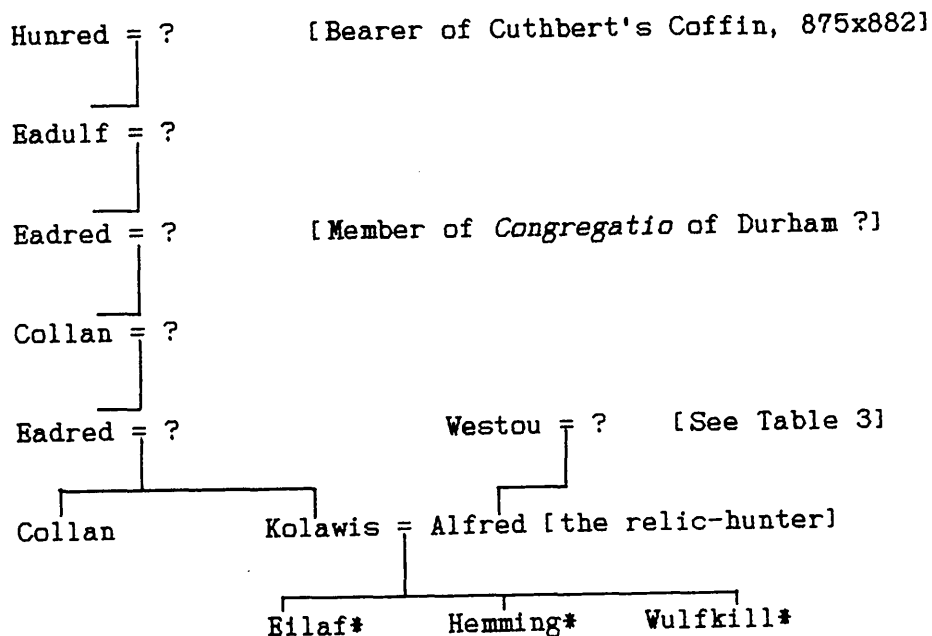 Hunred = ? [Bearer of Cuthbert's Coffin, 875x882]
Eadulf = ?
Eadred = ? [Member of Congregatio of Durham ?]
Collan = ?
Eadred = ? Westou = ? [See Table 3]
Collan Kolawis = Alfred [the relic-hunter]
Eilaf* Hemming* Wulfkill*